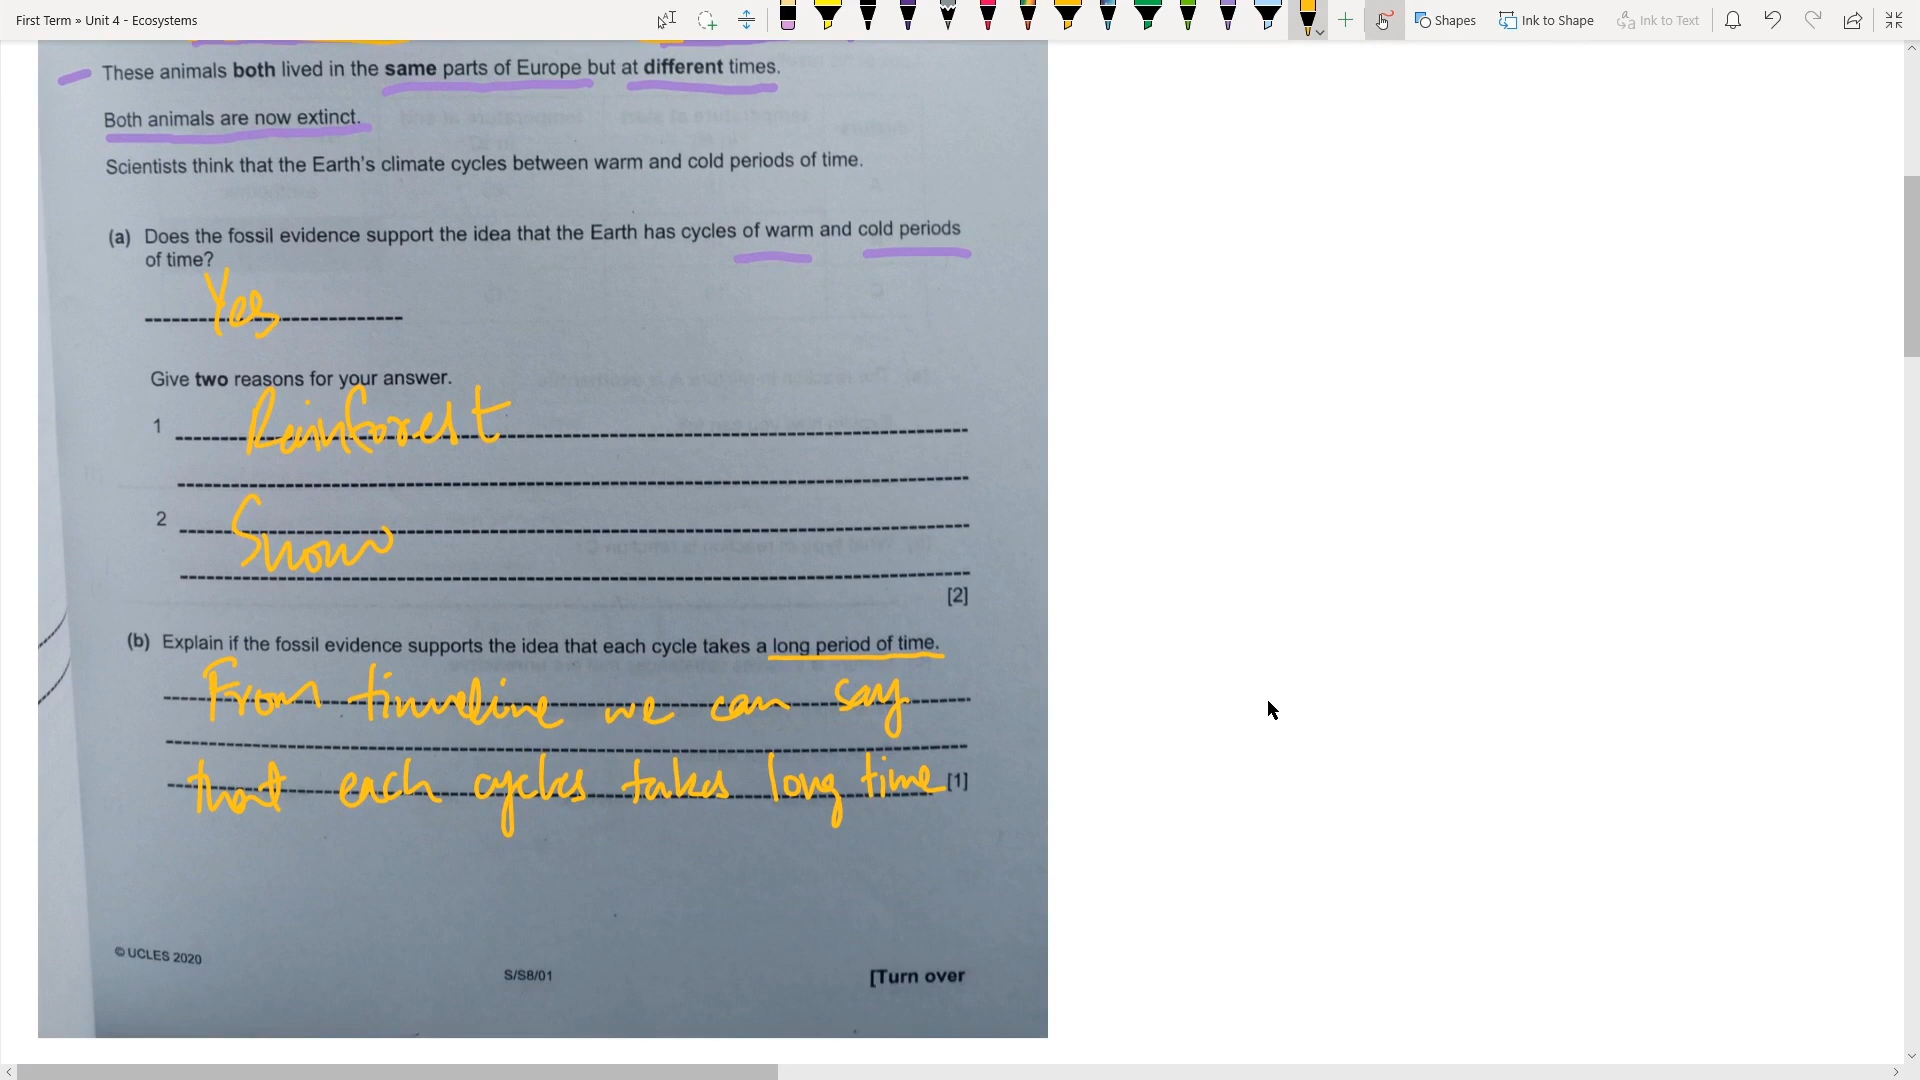 First Term » Unit 4 - Ecosystems
Shapes
Ink to Shape
Ink to Text
These animals both lived in the same parts of Europe but at different times.
Both animals are now extinct.
Scientists think that the Earth's climate cycles between warm and cold periods of time.
(a) Does the fossil evidence support the idea that the Earth has cycles of warm and cold periods
of time?
Yes
Give two reasons for your answer.
1 Rainforest
2 Snow
[2]
(b) Explain if the fossil evidence supports the idea that each cycle takes a long period of time.
From timeline we can say
that each cycles takes long time [1]
© UCLES 2020
S/S8/01
[Turn over